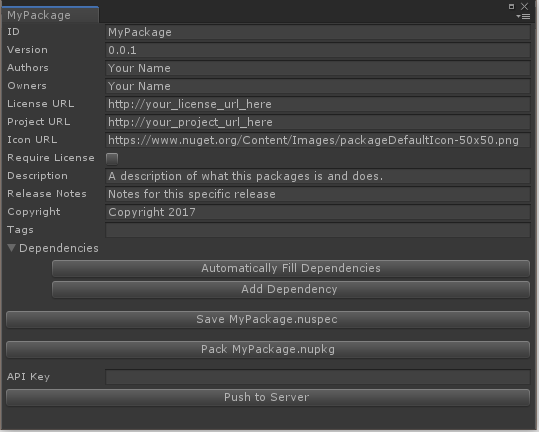 MyPackage
ID MyPackage
Version 0.0.1
Authors Your Name
Owners Your Name
License URL http://your_license_url_here
Project URL http://your_project_url_here
Icon URL https://www.nuget.org/Content/Images/packageDefaultIcon-50x50.png
Require License
Description A description of what this packages is and does.
Release Notes Notes for this specific release
Copyright Copyright 2017
Tags
Dependencies
Automatically Fill Dependencies
Add Dependency
Save MyPackage.nuspec
Pack MyPackage.nupkg
API Key
Push to Server